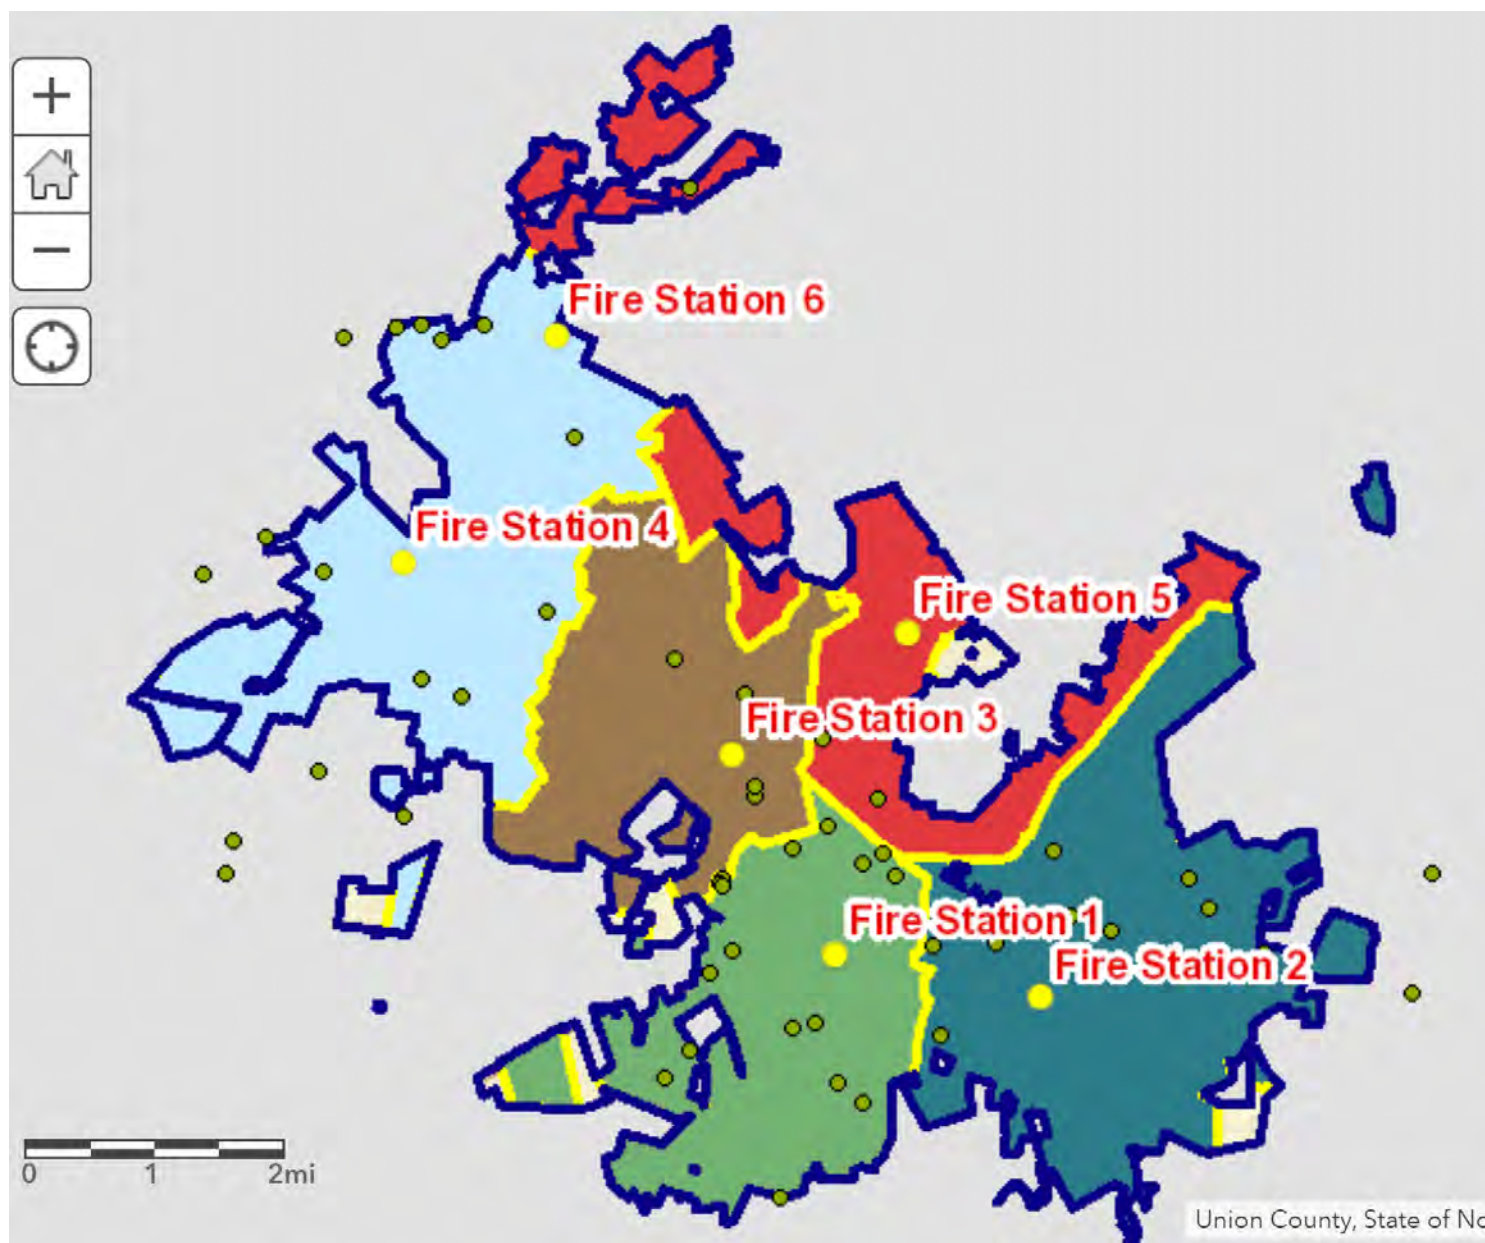 +
−
Fire Station 6
Fire Station 4
Fire Station 5
Fire Station 3
Fire Station 1
Fire Station 2
0 1 2mi
Union County, State of No